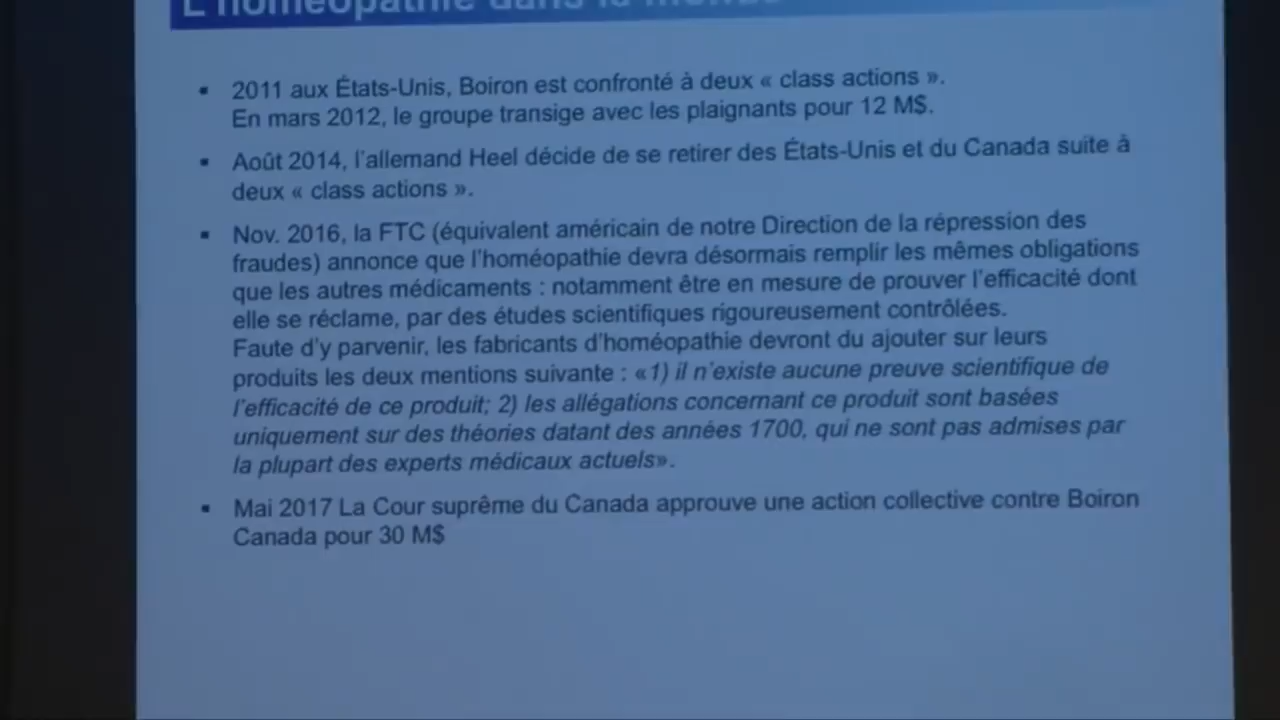 L'homéopathie dans le monde
▪ 2011 aux États-Unis, Boiron est confronté à deux « class actions ».
En mars 2012, le groupe transige avec les plaignants pour 12 M$.
▪ Août 2014, l'allemand Heel décide de se retirer des États-Unis et du Canada suite à
deux « class actions ».
▪ Nov. 2016, la FTC (équivalent américain de notre Direction de la répression des
fraudes) annonce que l'homéopathie devra désormais remplir les mêmes obligations
que les autres médicaments : notamment être en mesure de prouver l'efficacité dont
elle se réclame, par des études scientifiques rigoureusement contrôlées.
Faute d'y parvenir, les fabricants d'homéopathie devront du ajouter sur leurs
produits les deux mentions suivante : «1) il n'existe aucune preuve scientifique de
l'efficacité de ce produit; 2) les allégations concernant ce produit sont basées
uniquement sur des théories datant des années 1700, qui ne sont pas admises par
la plupart des experts médicaux actuels».
▪ Mai 2017 La Cour suprême du Canada approuve une action collective contre Boiron
Canada pour 30 M$